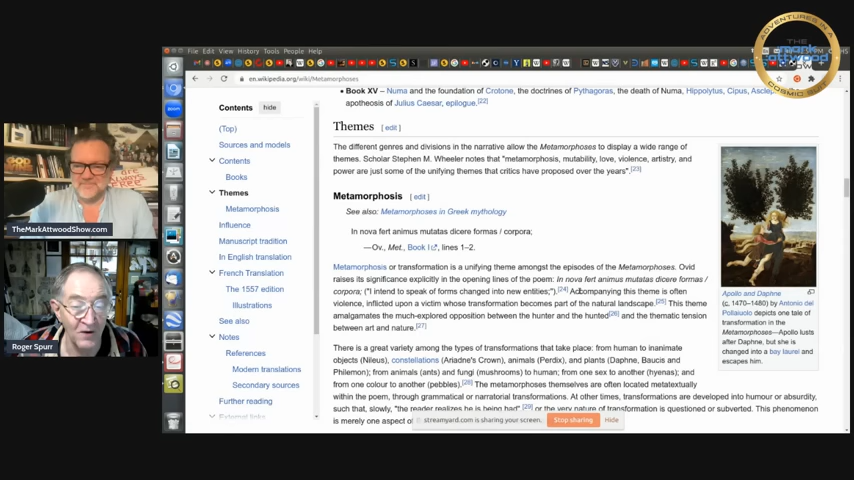 ADVENTURES IN A
THE
mark
attwood
SHOW
COSMIC SUIT
File Edit View History Tools People Help
en.wikipedia.org/wiki/Metamorphoses
TheMarkAttwoodShow.com
Roger Spurr
Contents hide
(Top)
Sources and models
Contents
Books
Themes
Metamorphosis
Influence
Manuscript tradition
In English translation
French Translation
The 1557 edition
Illustrations
See also
Notes
References
Modern translations
Secondary sources
Further reading
External links
• Book XV – Numa and the foundation of Crotone, the doctrines of Pythagoras, the death of Numa, Hippolytus, Cipus,
apotheosis of Julius Caesar, epilogue.[22]
Themes [ edit ]
The different genres and divisions in the narrative allow the Metamorphoses to display a wide range of
themes. Scholar Stephen M. Wheeler notes that "metamorphosis, mutability, love, violence, artistry, and
power are just some of the unifying themes that critics have proposed over the years".[23]
Metamorphosis [ edit ]
See also: Metamorphoses in Greek mythology
In nova fert animus mutatas dicere formas / corpora;
—Ov., Met., Book I, lines 1–2.
Metamorphosis or transformation is a unifying theme amongst the episodes of the Metamorphoses. Ovid
raises its significance explicitly in the opening lines of the poem: In nova fert animus mutatas dicere formas /
corpora; ("I intend to speak of forms changed into new entities;").[24] Accompanying this theme is often
violence, inflicted upon a victim whose transformation becomes part of the natural landscape.[25] This theme
amalgamates the much-explored opposition between the hunter and the hunted[26] and the thematic tension
between art and nature.[27]
There is a great variety among the types of transformations that take place: from human to inanimate
objects (Nileus), constellations (Ariadne's Crown), animals (Perdix), and plants (Daphne, Baucis and
Philemon); from animals (ants) and fungi (mushrooms) to human; from one sex to another (hyenas); and
from one colour to another (pebbles).[28] The metamorphoses themselves are often located metatextually
within the poem, through grammatical or narratorial transformations. At other times, transformations are developed into humour or absurdity,
such that, slowly, "the reader realizes he is being had",[29] or the very nature of transformation is questioned or subverted. This phenomenon
is merely one aspect of
Apollo and Daphne
(c. 1470–1480) by Antonio del
Pollaiuolo depicts one tale of
transformation in the
Metamorphoses—Apollo lusts
after Daphne, but she is
changed into a bay laurel and
escapes him.
streamyard.com is sharing your screen. Stop sharing Hide